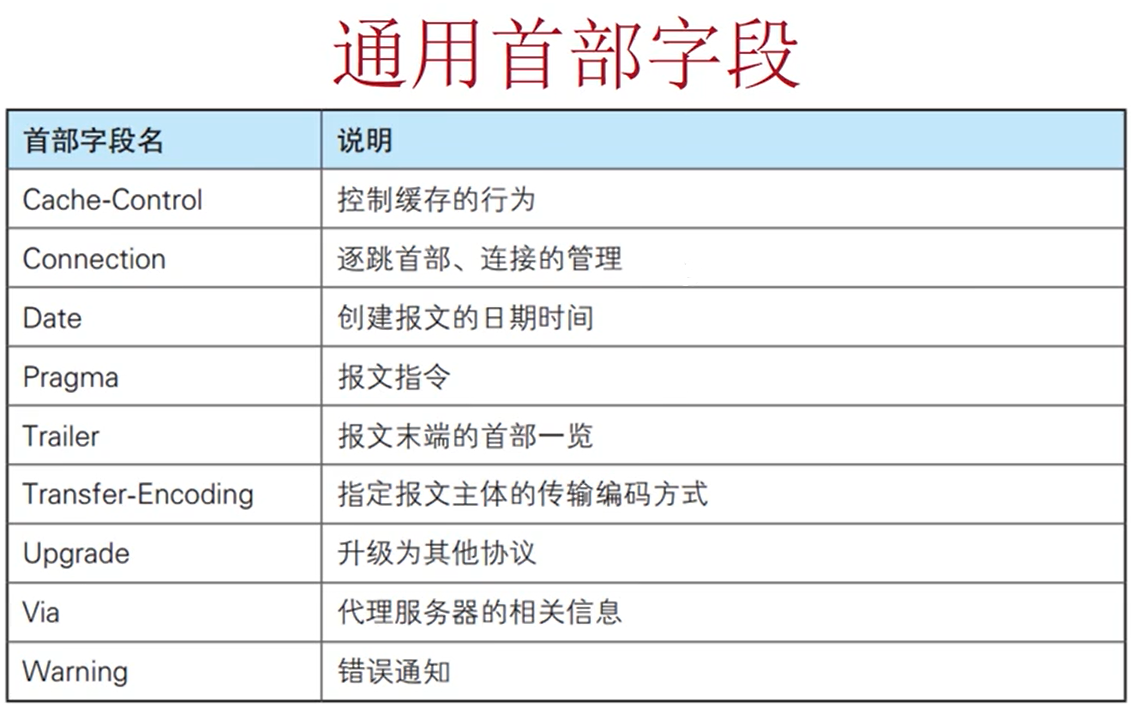 通用首部字段
首部字段名 说明
Cache-Control 控制缓存的行为
Connection 逐跳首部、连接的管理
Date 创建报文的日期时间
Pragma 报文指令
Trailer 报文末端的首部一览
Transfer-Encoding 指定报文主体的传输编码方式
Upgrade 升级为其他协议
Via 代理服务器的相关信息
Warning 错误通知